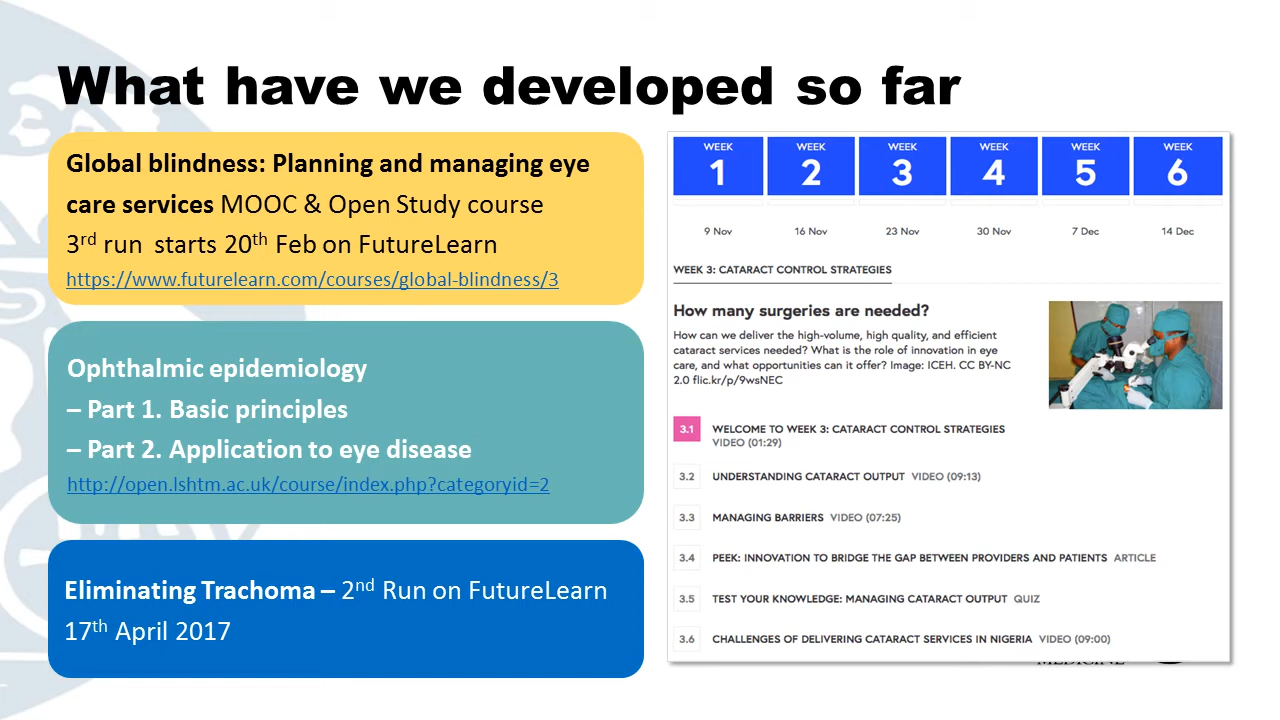 What have we developed so far
Global blindness: Planning and managing eye
care services MOOC & Open Study course
3rd run starts 20th Feb on FutureLearn
https://www.futurelearn.com/courses/global-blindness/3
Ophthalmic epidemiology
– Part 1. Basic principles
– Part 2. Application to eye disease
http://open.lshtm.ac.uk/course/index.php?categoryid=2
Eliminating Trachoma – 2nd Run on FutureLearn
17th April 2017
WEEK WEEK WEEK WEEK WEEK WEEK
1 2 3 4 5 6
9 Nov 16 Nov 23 Nov 30 Nov 7 Dec 14 Dec
WEEK 3: CATARACT CONTROL STRATEGIES
How many surgeries are needed?
How can we deliver the high-volume, high quality, and efficient
cataract services needed? What is the role of innovation in eye
care, and what opportunities can it offer? Image: ICEH. CC BY-NC
2.0 flic.kr/p/9wsNEC
3.1 WELCOME TO WEEK 3: CATARACT CONTROL STRATEGIES
VIDEO (01:29)
3.2 UNDERSTANDING CATARACT OUTPUT VIDEO (09:13)
3.3 MANAGING BARRIERS VIDEO (07:25)
3.4 PEEK: INNOVATION TO BRIDGE THE GAP BETWEEN PROVIDERS AND PATIENTS ARTICLE
3.5 TEST YOUR KNOWLEDGE: MANAGING CATARACT OUTPUT QUIZ
3.6 CHALLENGES OF DELIVERING CATARACT SERVICES IN NIGERIA VIDEO (09:00)
MEDICINE